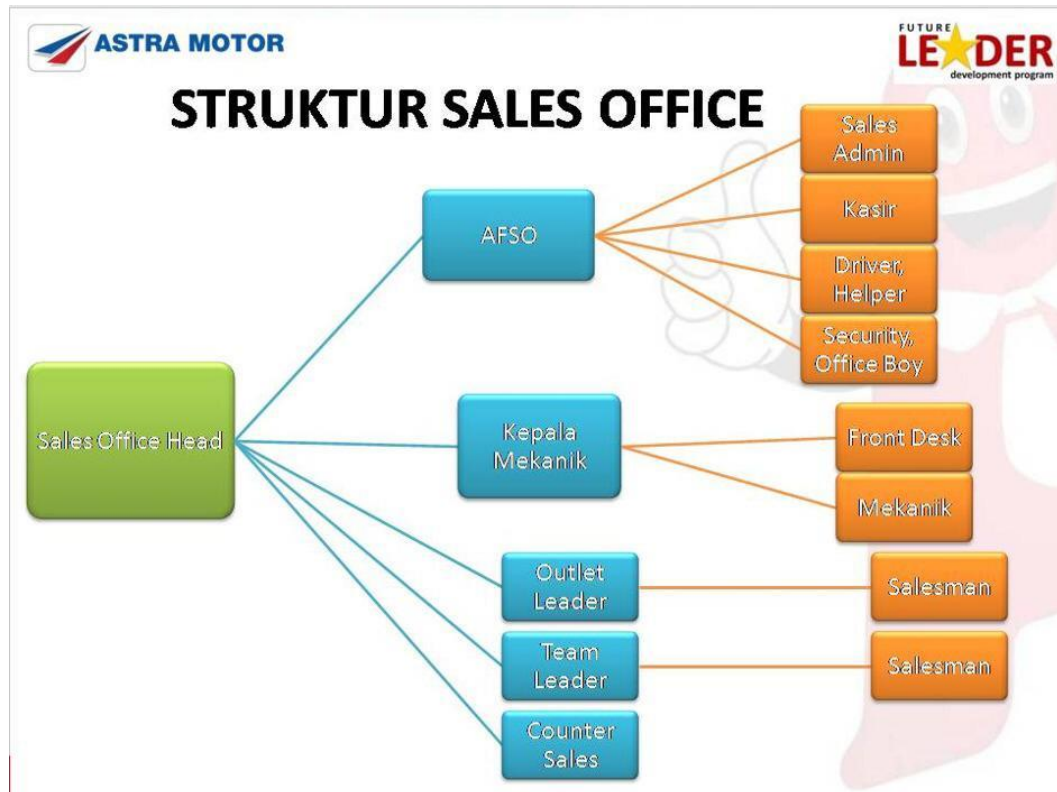 ASTRA MOTOR
FUTURE
LEADER
development program
STRUKTUR SALES OFFICE
Sales
Admin
AFSO
Kasir
Driver,
Helper
Security,
Office Boy
Sales Office Head
Kepala
Mekanik
Front Desk
Mekaniik
Outlet
Leader
Salesman
Team
Leader
Salesman
Counter
Sales